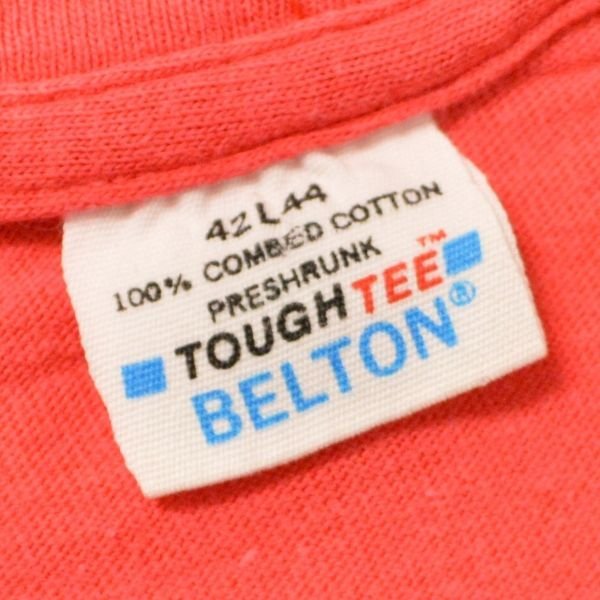 42 L 44
100% COMBED COTTON
PRESHRUNK
TOUGHTEE™
BELTON®